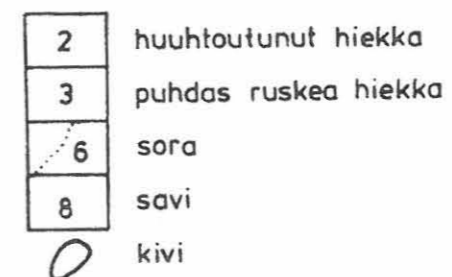 2 huuhtoutunut hiekka
3 puhdas ruskea hiekka
6 sora
8 savi
kivi